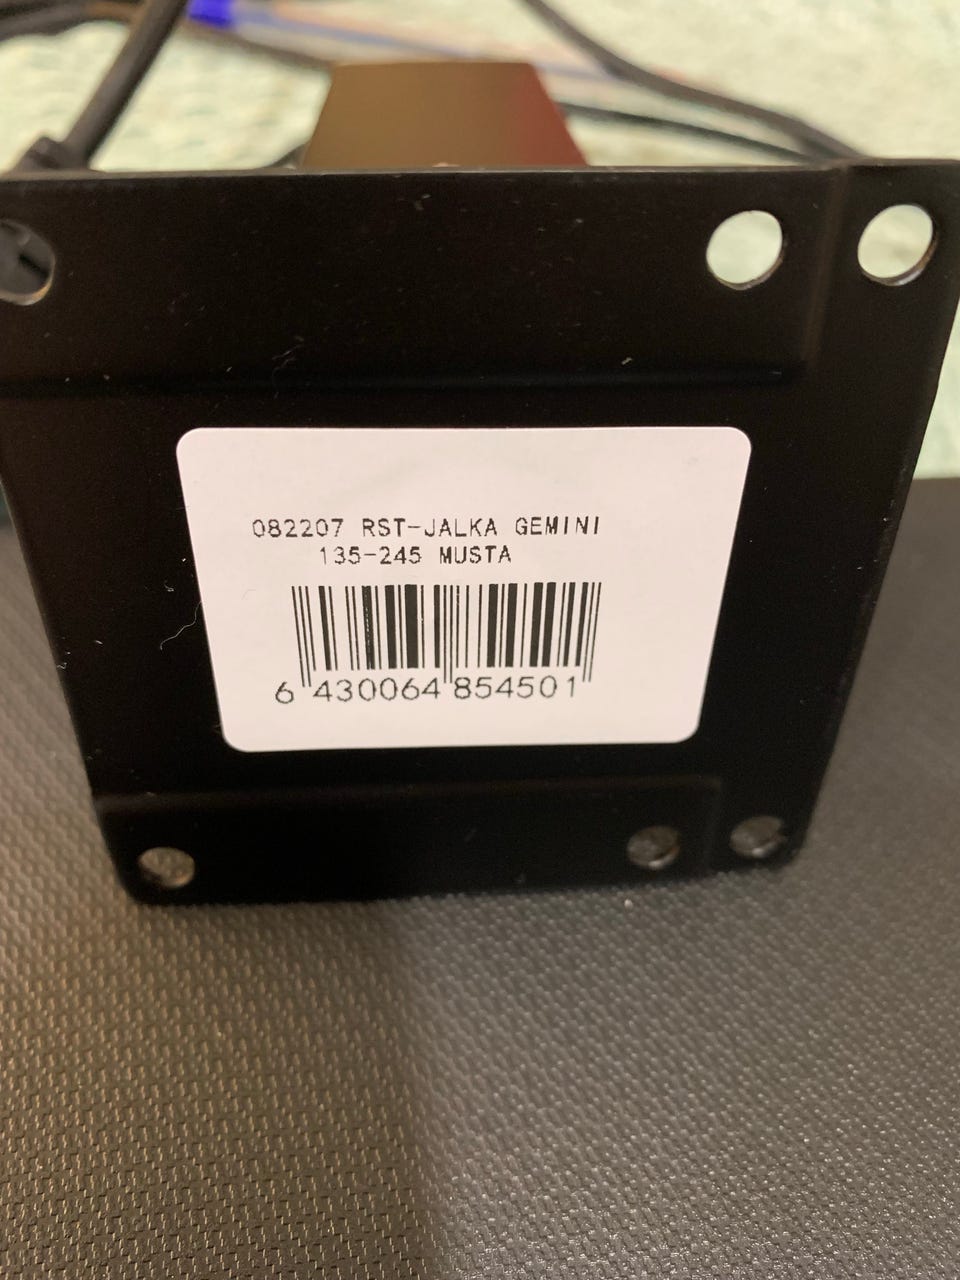 082207 RST-JALKA GEMINI
135-245 MUSTA
6 430064 854501